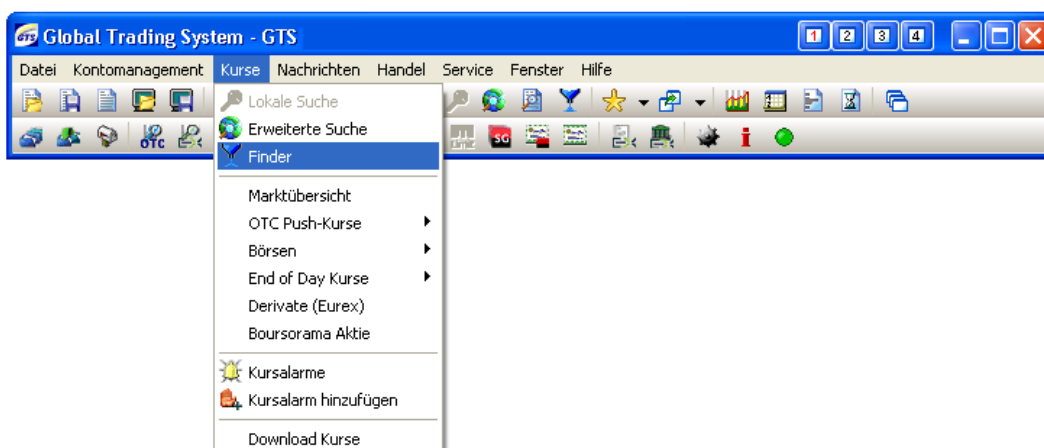 GTS Global Trading System - GTS 1 2 3 4
Datei Kontomanagement Kurse Nachrichten Handel Service Fenster Hilfe
Lokale Suche
Erweiterte Suche
OTC SG
Finder
Marktübersicht
OTC Push-Kurse
Börsen
End of Day Kurse
Derivate (Eurex)
Boursorama Aktie
Kursalarme
Kursalarm hinzufügen
Download Kurse